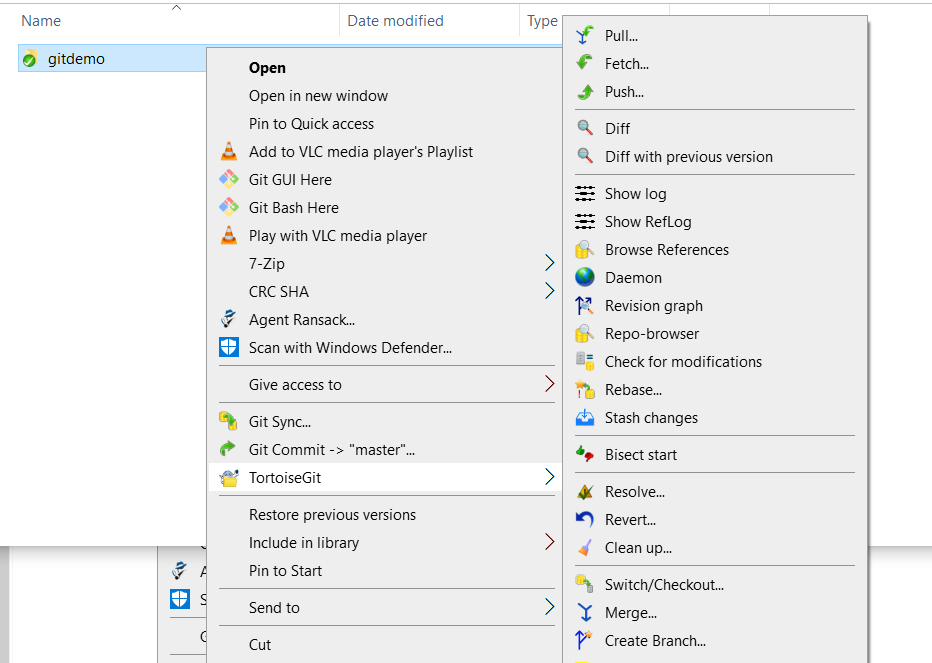 Name
Date modified
Type
gitdemo
Open
Open in new window
Pin to Quick access
Add to VLC media player's Playlist
Git GUI Here
Git Bash Here
Play with VLC media player
7-Zip
CRC SHA
Agent Ransack...
Scan with Windows Defender...
Give access to
Git Sync...
Git Commit -> "master"...
TortoiseGit
Restore previous versions
Include in library
Pin to Start
Send to
Cut
Pull...
Fetch...
Push...
Diff
Diff with previous version
Show log
Show RefLog
Browse References
Daemon
Revision graph
Repo-browser
Check for modifications
Rebase...
Stash changes
Bisect start
Resolve...
Revert...
Clean up...
Switch/Checkout...
Merge...
Create Branch...